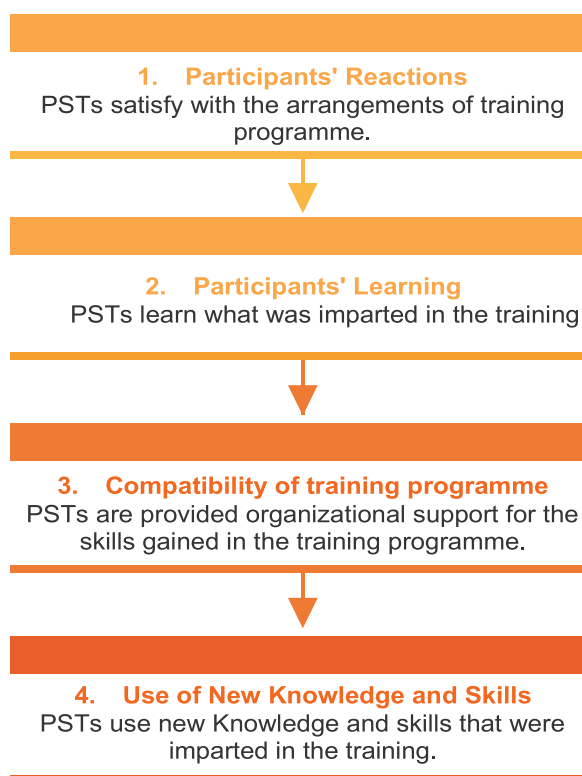 1. Participants' Reactions
PSTs satisfy with the arrangements of training
programme.
2. Participants' Learning
PSTs learn what was imparted in the training
3. Compatibility of training programme
PSTs are provided organizational support for the
skills gained in the training programme.
4. Use of New Knowledge and Skills
PSTs use new Knowledge and skills that were
imparted in the training.